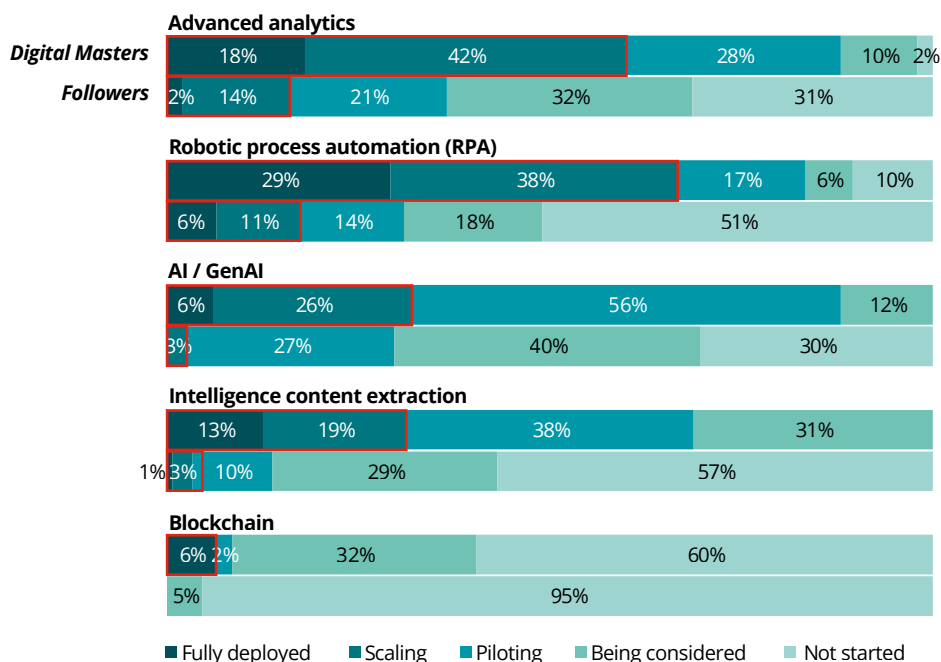 Advanced analytics
Digital Masters 18% 42% 28% 10% 2%
Followers 2% 14% 21% 32% 31%
Robotic process automation (RPA)
29% 38% 17% 6% 10%
6% 11% 14% 18% 51%
AI / GenAI
6% 26% 56% 12%
3% 27% 40% 30%
Intelligence content extraction
13% 19% 38% 31%
1% 3% 10% 29% 57%
Blockchain
6% 2% 32% 60%
5% 95%
Fully deployed Scaling Piloting Being considered Not started